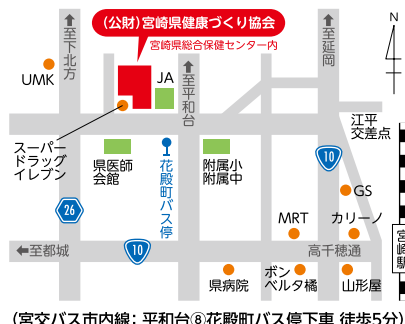 (公財)宮崎県健康づくり協会
宮崎県総合保健センター内
N
至下北方
至平和台
至延岡
UMK
JA
江平
交差点
スーパー
ドラッグ
イレブン
県医師
会館
花殿町バス停
附属小
附属中
10
GS
26
MRT
カリーノ
至都城
10
高千穂通
宮崎駅
県病院
ボン
ベルタ橘
山形屋
(宮交バス市内線:平和台⑧花殿町バス停下車 徒歩5分)